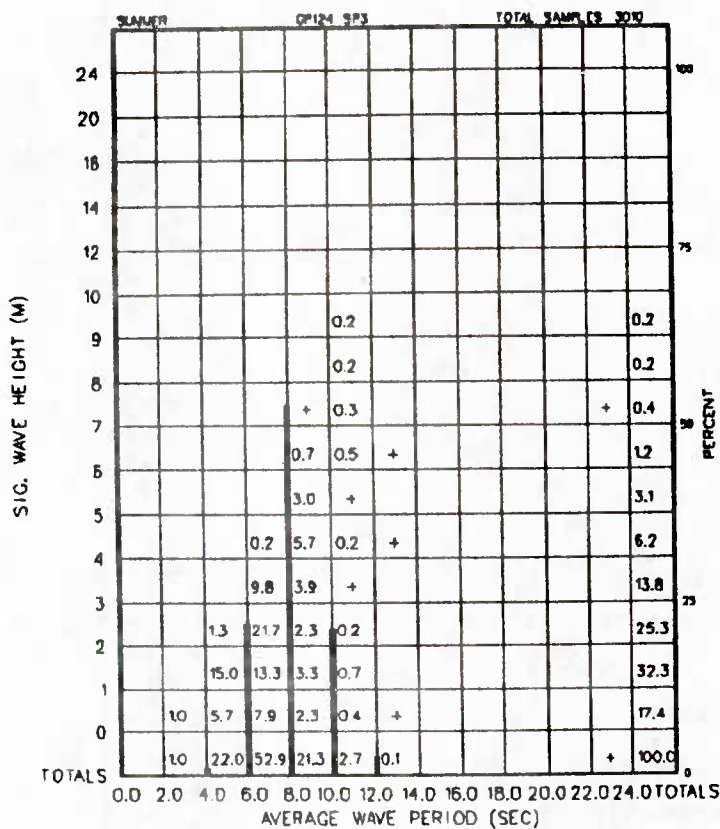 SUMMER GP124 SP3 TOTAL SAMPLES 3010
24 100
20
18
16
14
12 75
10
9 0.2 0.2
8 0.2 0.2
7 + 0.3 + 0.4 50
6 0.7 0.5 + 1.2
5 3.0 + 3.1
4 0.2 5.7 0.2 + 6.2
3 9.8 3.9 + 13.8
2 1.3 21.7 2.3 0.2 25.3 25
1 15.0 13.3 3.3 0.7 32.3
0 1.0 5.7 7.9 2.3 0.4 + 17.4
TOTALS 1.0 22.0 52.9 21.3 2.7 0.1 + 100.0 0
0.0 2.0 4.0 6.0 8.0 10.0 12.0 14.0 16.0 18.0 20.0 22.0 24.0 TOTALS
AVERAGE WAVE PERIOD (SEC)
SIG. WAVE HEIGHT (M)
PERCENT